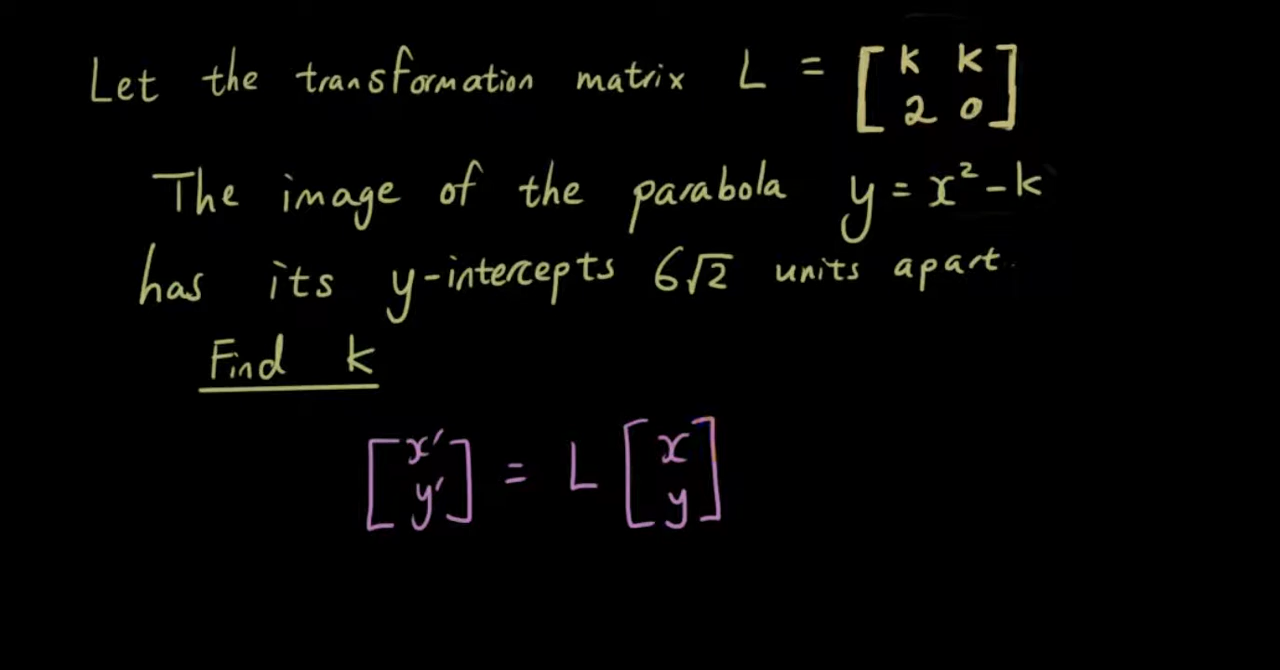 Let the transformation matrix L = [k k; 2 0]
The image of the parabola y = x² - k
has its y-intercepts 6√2 units apart.
Find k
[x′; y′] = L [x; y]